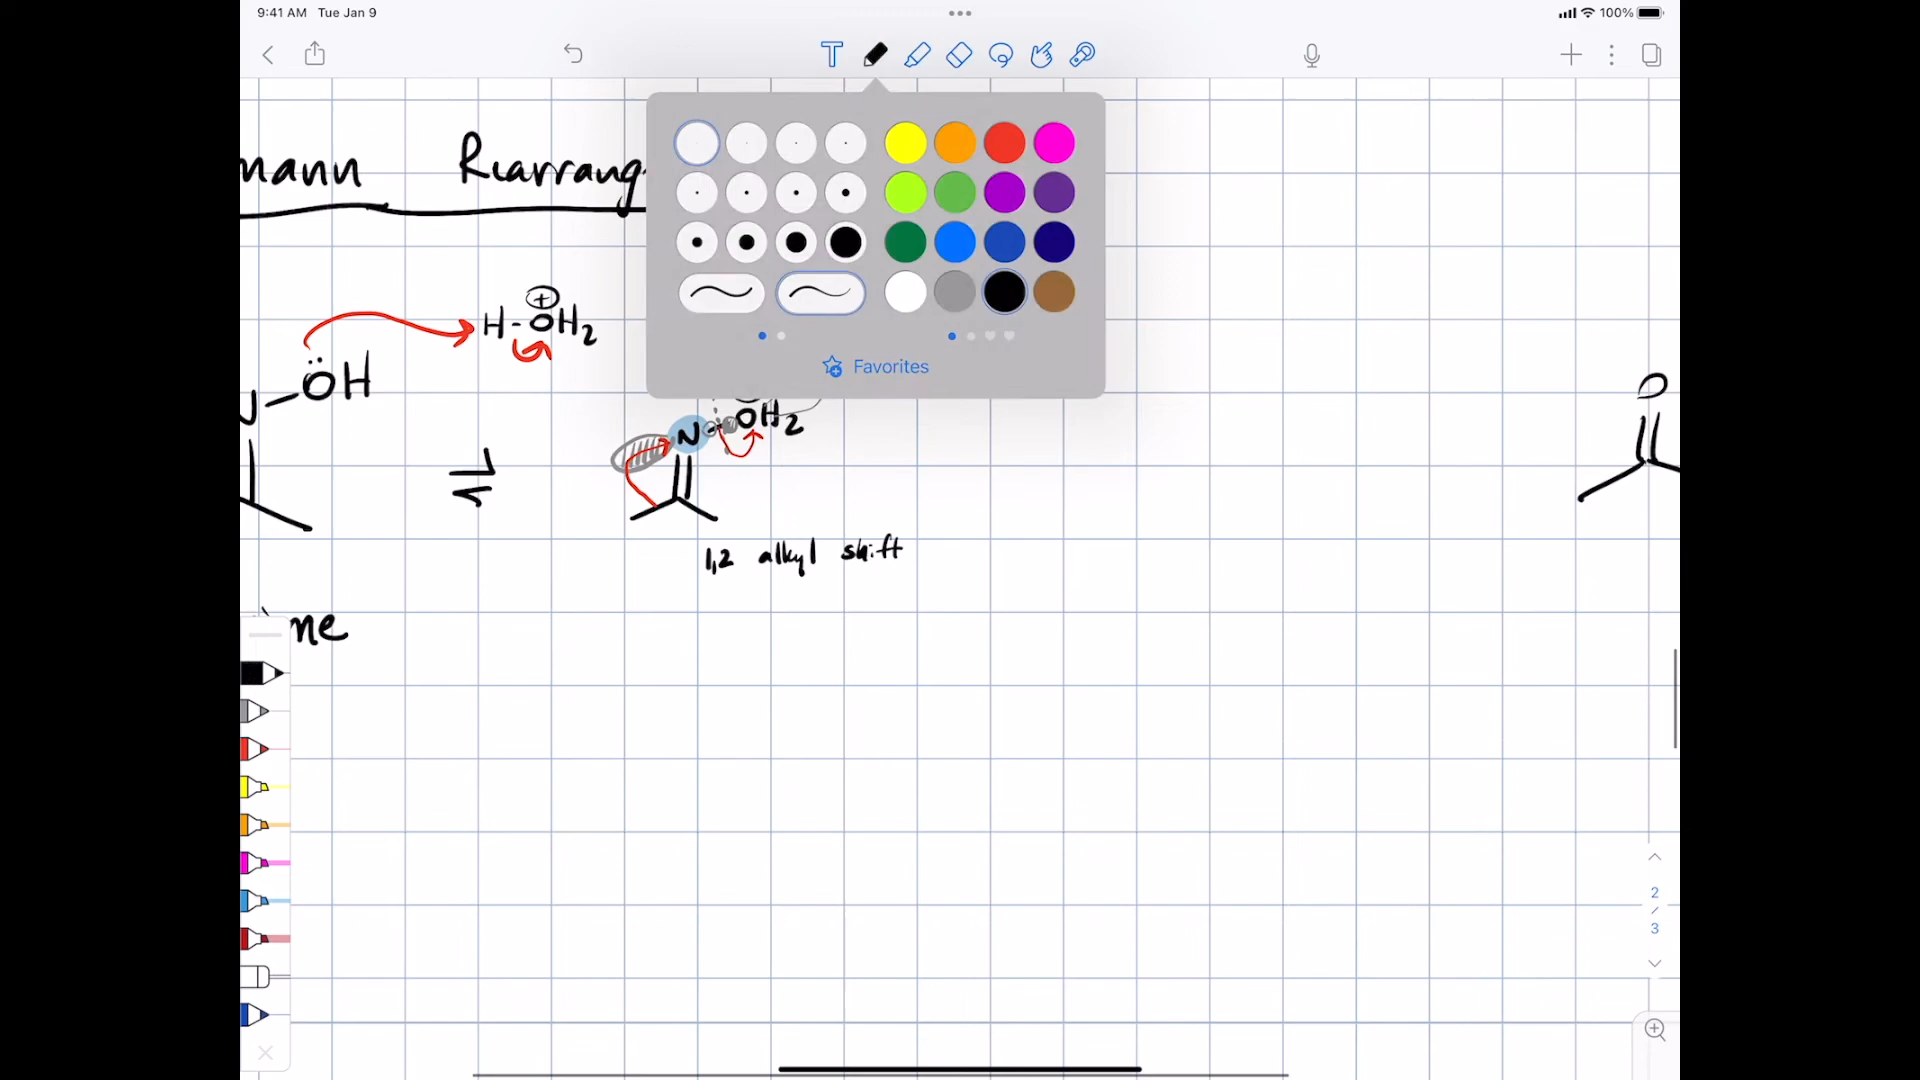 9:41 AM Tue Jan 9
100%
T
mann Rearrang
H-OH2
OH
Favorites
N
N OH2
O
1,2 alkyl shift
me
2
3